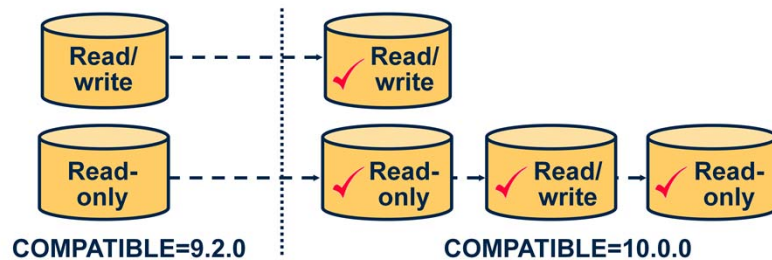 Read/
write
Read/
write
Read-
only
Read-
only
Read/
write
Read-
only
COMPATIBLE=9.2.0
COMPATIBLE=10.0.0